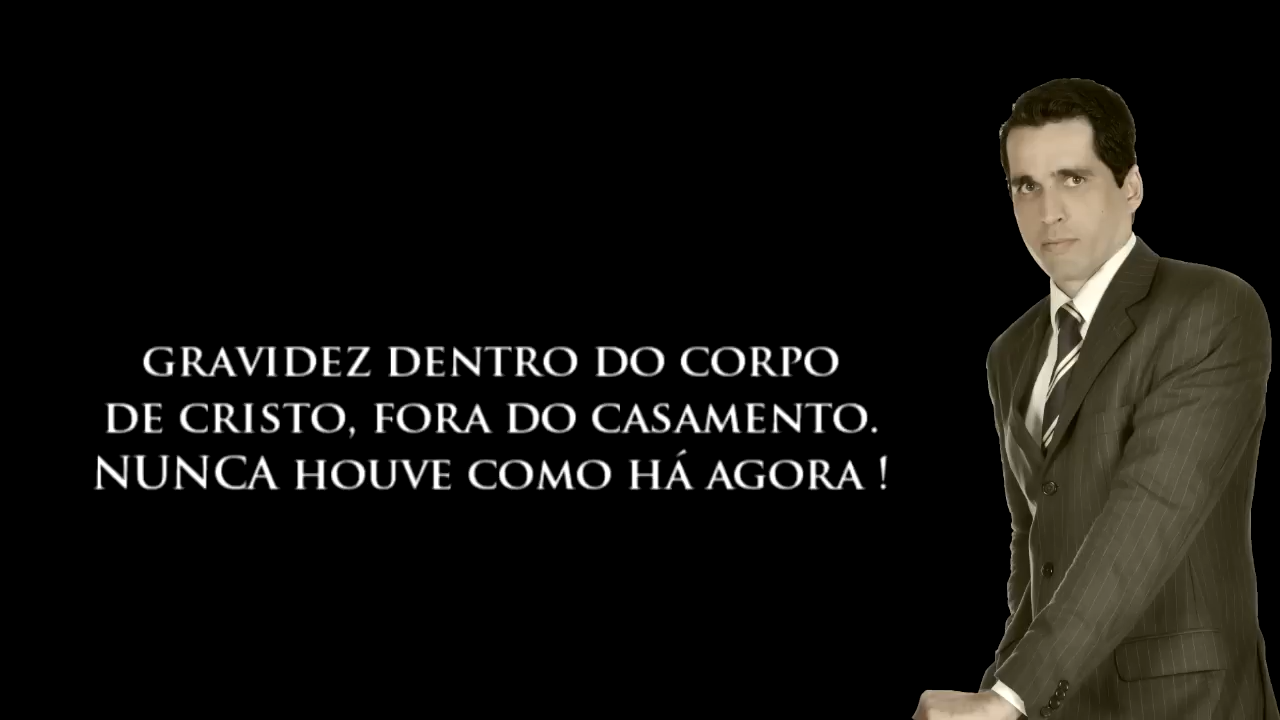 GRAVIDEZ DENTRO DO CORPO
DE CRISTO, FORA DO CASAMENTO.
NUNCA HOUVE COMO HÁ AGORA !